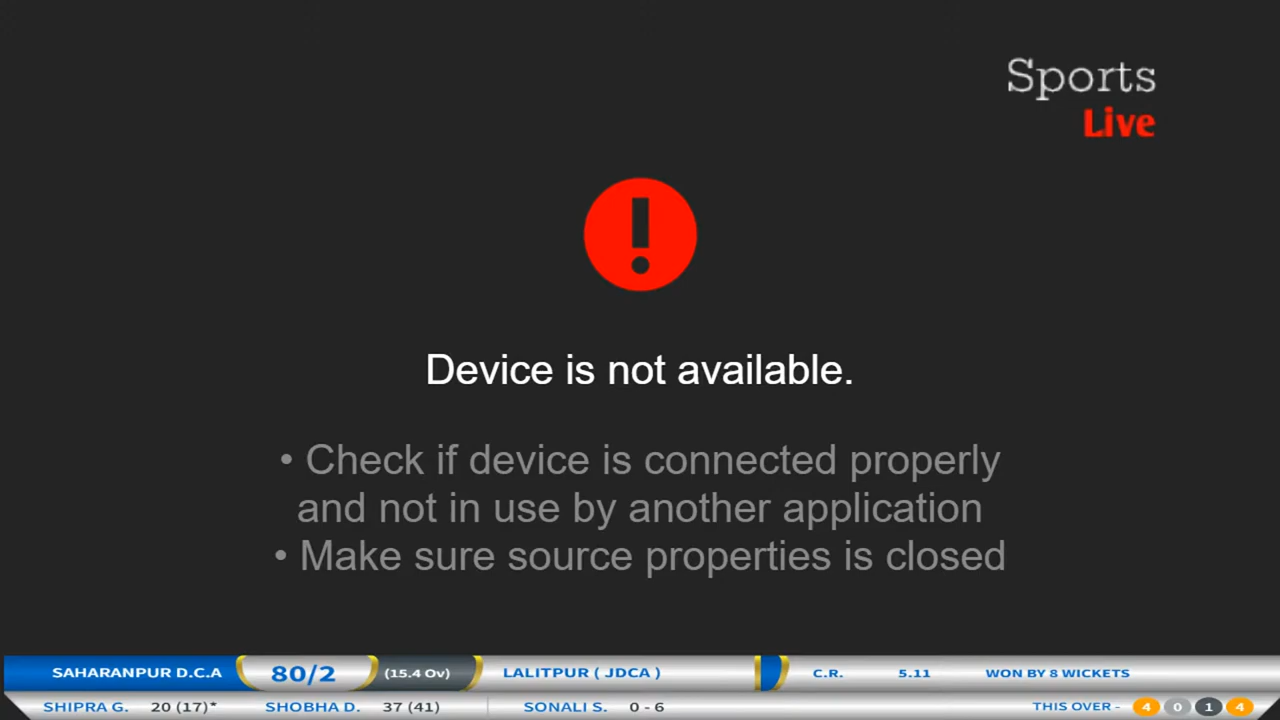 Sports
Live
!
Device is not available.
• Check if device is connected properly
and not in use by another application
• Make sure source properties is closed
SAHARANPUR D.C.A 80/2 (15.4 Ov) LALITPUR ( JDCA ) C.R. 5.11 WON BY 8 WICKETS
SHIPRA G. 20 (17)* SHOBHA D. 37 (41) SONALI S. 0 - 6 THIS OVER - 4 0 1 4